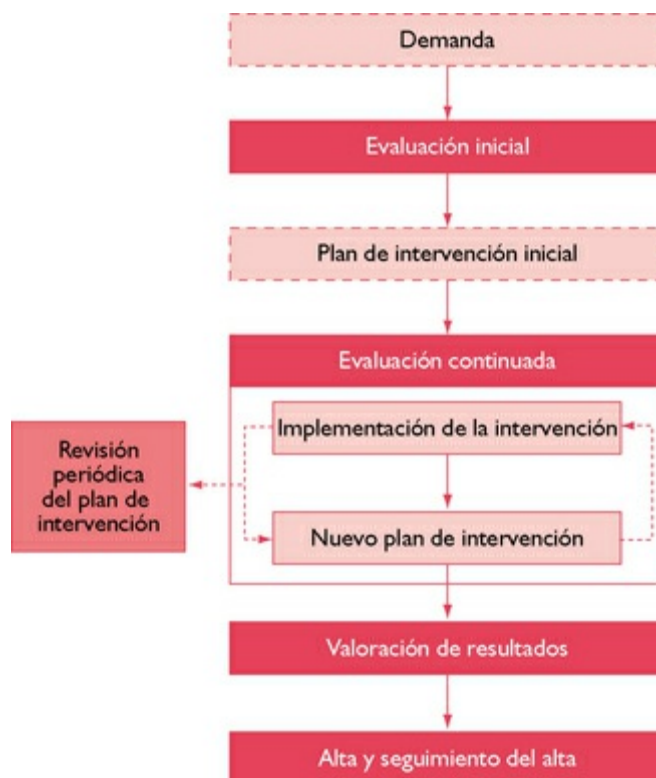 Demanda
Evaluación inicial
Plan de intervención inicial
Evaluación continuada
Implementación de la intervención
Revisión
periódica
del plan de
intervención
Nuevo plan de intervención
Valoración de resultados
Alta y seguimiento del alta